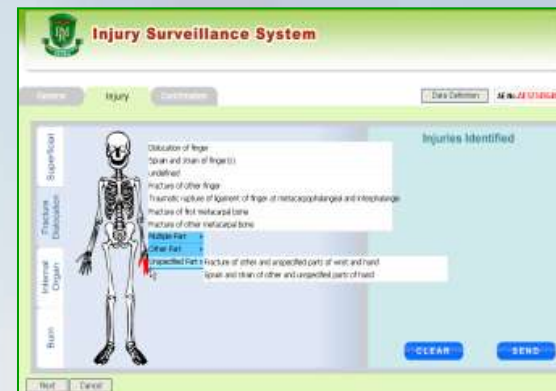 Injury Surveillance System
Injury
Data Definition
Superficial
Fracture
Dislocation
Internal
Organ
Burn
Dislocation of finger
Sprain and strain of finger(s)
undefined
Fracture of other finger
Traumatic rupture of ligament of finger at metacarpophalangeal and interphalange
Fracture of first metacarpal bone
Fracture of other metacarpal bone
Multiple Part
Other Part
Unspecified Part
Fracture of other and unspecified parts of wrist and hand
Sprain and strain of other and unspecified parts of hand
Injuries Identified
CLEAR
SEND
Next
Cancel